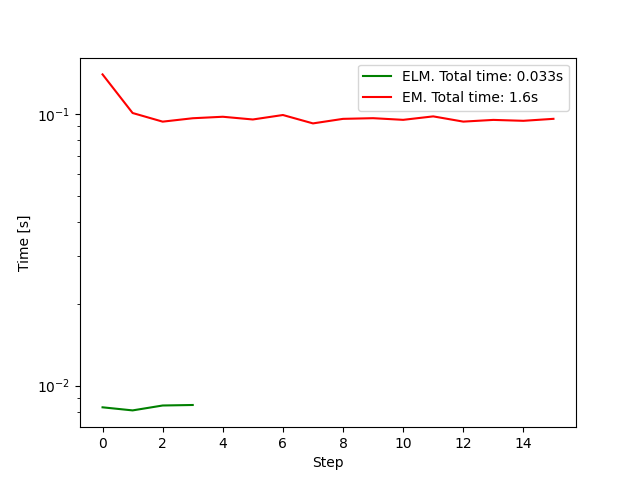 ELM. Total time: 0.033s
EM. Total time: 1.6s
10⁻¹
10⁻²
Time [s]
0 2 4 6 8 10 12 14
Step